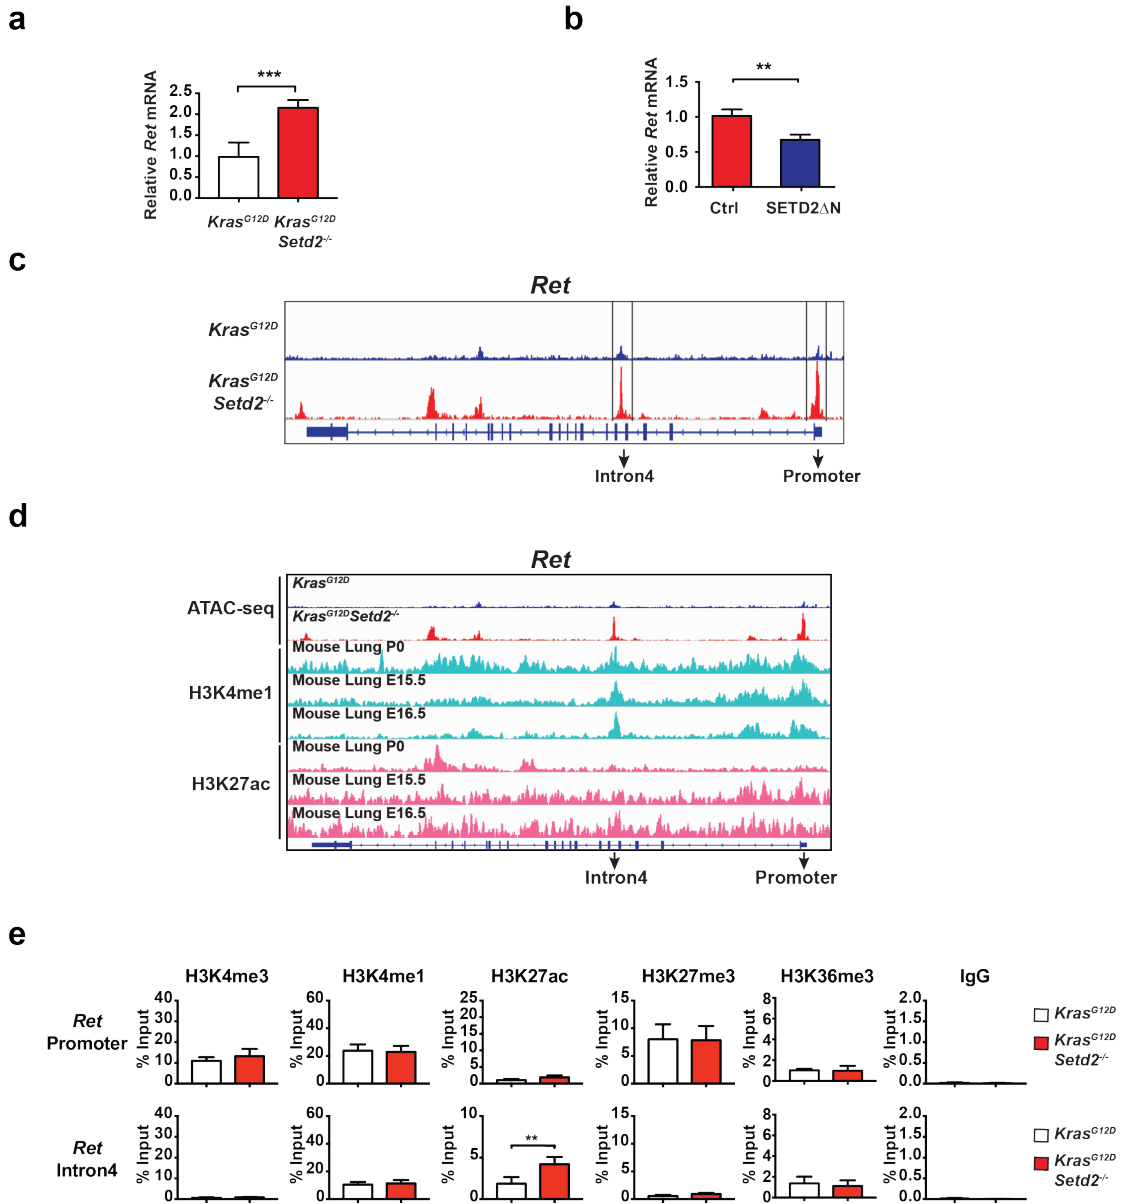 a
b
Relative Ret mRNA
***
2.5
2.0
1.5
1.0
0.5
0.0
KrasG12D
KrasG12D
Setd2-/-
Relative Ret mRNA
**
1.5
1.0
0.5
0.0
Ctrl
SETD2ΔN
c
Ret
KrasG12D
KrasG12D
Setd2-/-
Intron4
Promoter
d
Ret
ATAC-seq
KrasG12D
KrasG12DSetd2-/-
H3K4me1
Mouse Lung P0
Mouse Lung E15.5
Mouse Lung E16.5
H3K27ac
Mouse Lung P0
Mouse Lung E15.5
Mouse Lung E16.5
Intron4
Promoter
e
Ret
Promoter
H3K4me3
% Input
40
30
20
10
0
H3K4me1
% Input
60
40
20
0
H3K27ac
% Input
25
20
15
10
5
0
H3K27me3
% Input
15
10
5
0
H3K36me3
% Input
8
6
4
2
0
IgG
% Input
2.0
1.5
1.0
0.5
0.0
KrasG12D
KrasG12D
Setd2-/-
Ret
Intron4
% Input
40
30
20
10
0
% Input
60
40
20
0
% Input
10
5
0
**
% Input
15
10
5
0
% Input
8
6
4
2
0
% Input
2.0
1.5
1.0
0.5
0.0
KrasG12D
KrasG12D
Setd2-/-